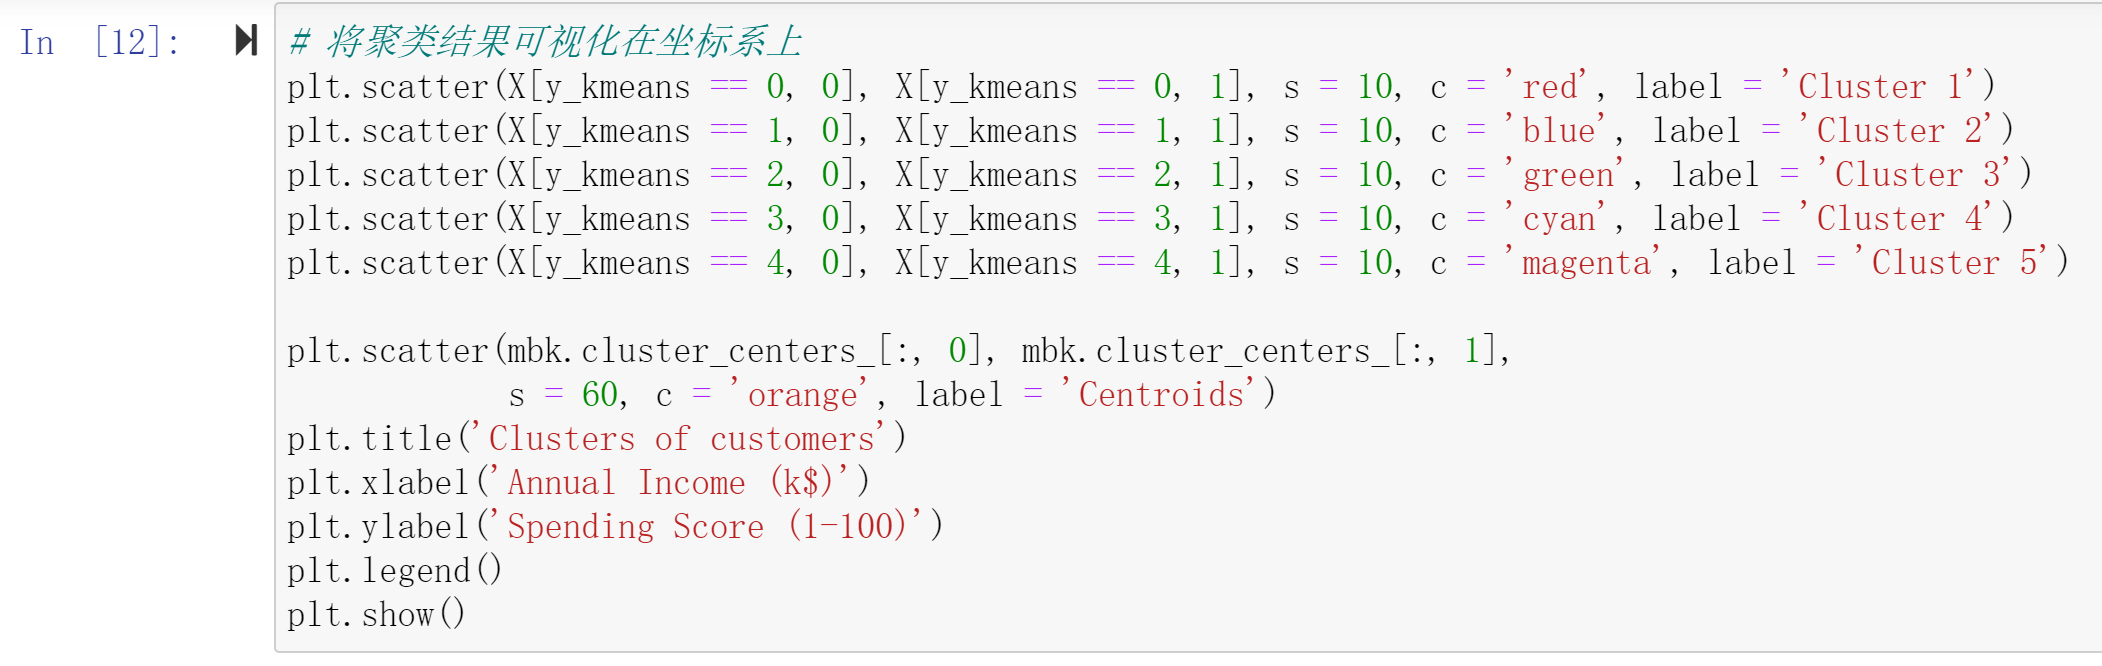 In [12]:
# 将聚类结果可视化在坐标系上
plt.scatter(X[y_kmeans == 0, 0], X[y_kmeans == 0, 1], s = 10, c = 'red', label = 'Cluster 1')
plt.scatter(X[y_kmeans == 1, 0], X[y_kmeans == 1, 1], s = 10, c = 'blue', label = 'Cluster 2')
plt.scatter(X[y_kmeans == 2, 0], X[y_kmeans == 2, 1], s = 10, c = 'green', label = 'Cluster 3')
plt.scatter(X[y_kmeans == 3, 0], X[y_kmeans == 3, 1], s = 10, c = 'cyan', label = 'Cluster 4')
plt.scatter(X[y_kmeans == 4, 0], X[y_kmeans == 4, 1], s = 10, c = 'magenta', label = 'Cluster 5')
plt.scatter(mbk.cluster_centers_[:, 0], mbk.cluster_centers_[:, 1],
s = 60, c = 'orange', label = 'Centroids')
plt.title('Clusters of customers')
plt.xlabel('Annual Income (k$)')
plt.ylabel('Spending Score (1-100)')
plt.legend()
plt.show()